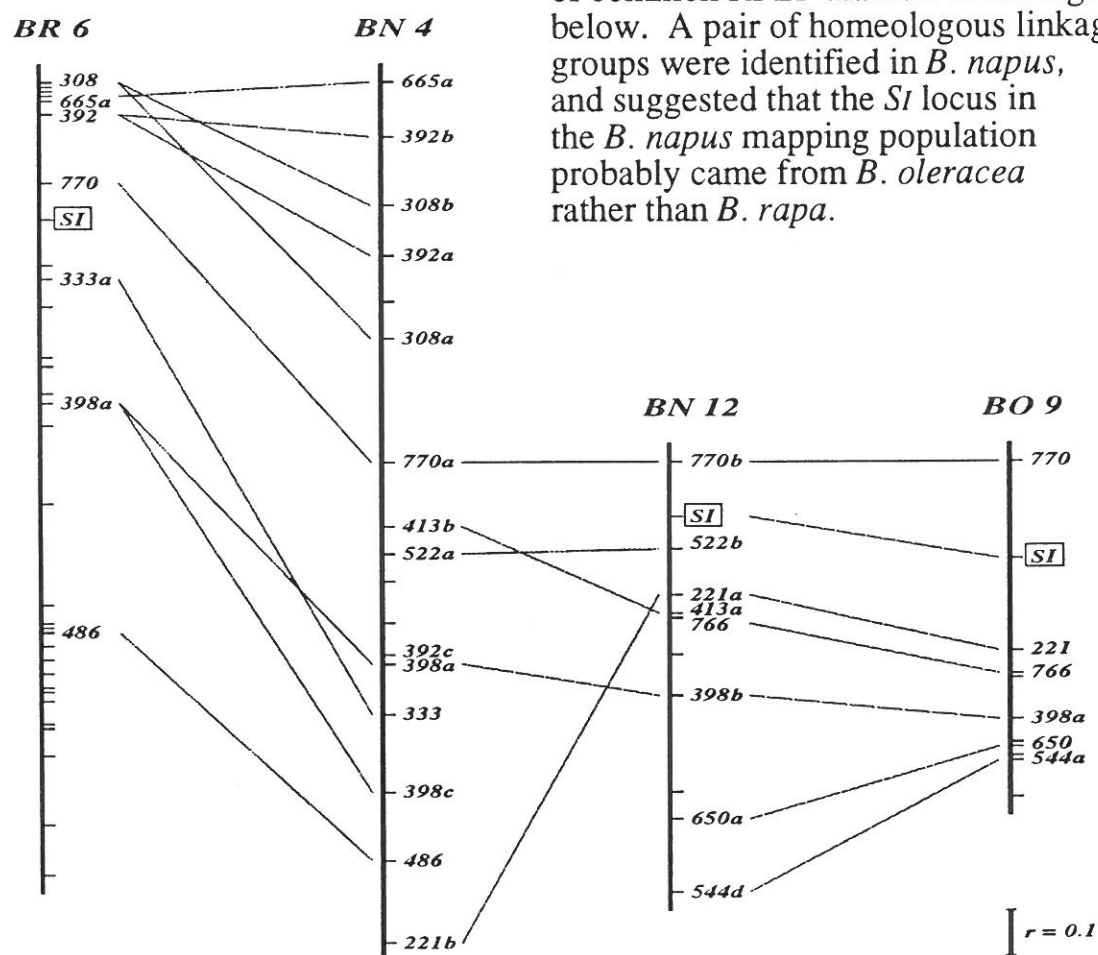 below. A pair of homeologous
groups were identified in B. napus,
and suggested that the SI locus in
the B. napus mapping population
probably came from B. oleracea
rather than B. rapa.
BR 6
308
665a
392
770
SI
333a
398a
486
BN 4
665a
392b
308b
392a
308a
770a
413b
522a
392c
398a
333
398c
486
221b
BN 12
770b
SI
522b
221a
413a
766
398b
650a
544d
BO 9
770
SI
221
766
398a
650
544a
r = 0.1